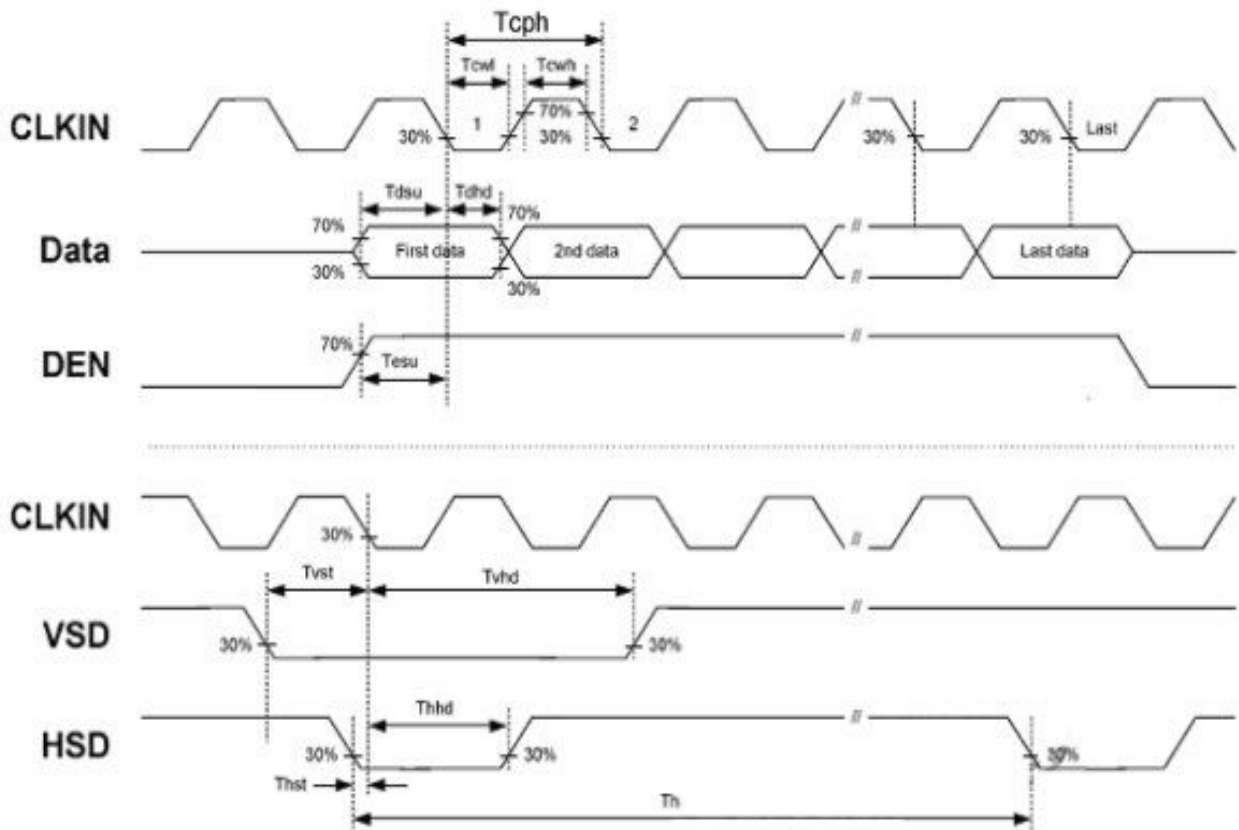 Tcph
Tcwl Tcwh
CLKIN 30% 1 70% 30% 2 // 30% 30% Last
Tdsu Tdhd
70% 70%
Data First data 2nd data // // Last data
30% 30%
DEN 70% Tesu //
CLKIN 30% //
Tvst Tvhd
VSD 30% 30% //
Thhd //
HSD 30% 30% 30%
Thst
Th